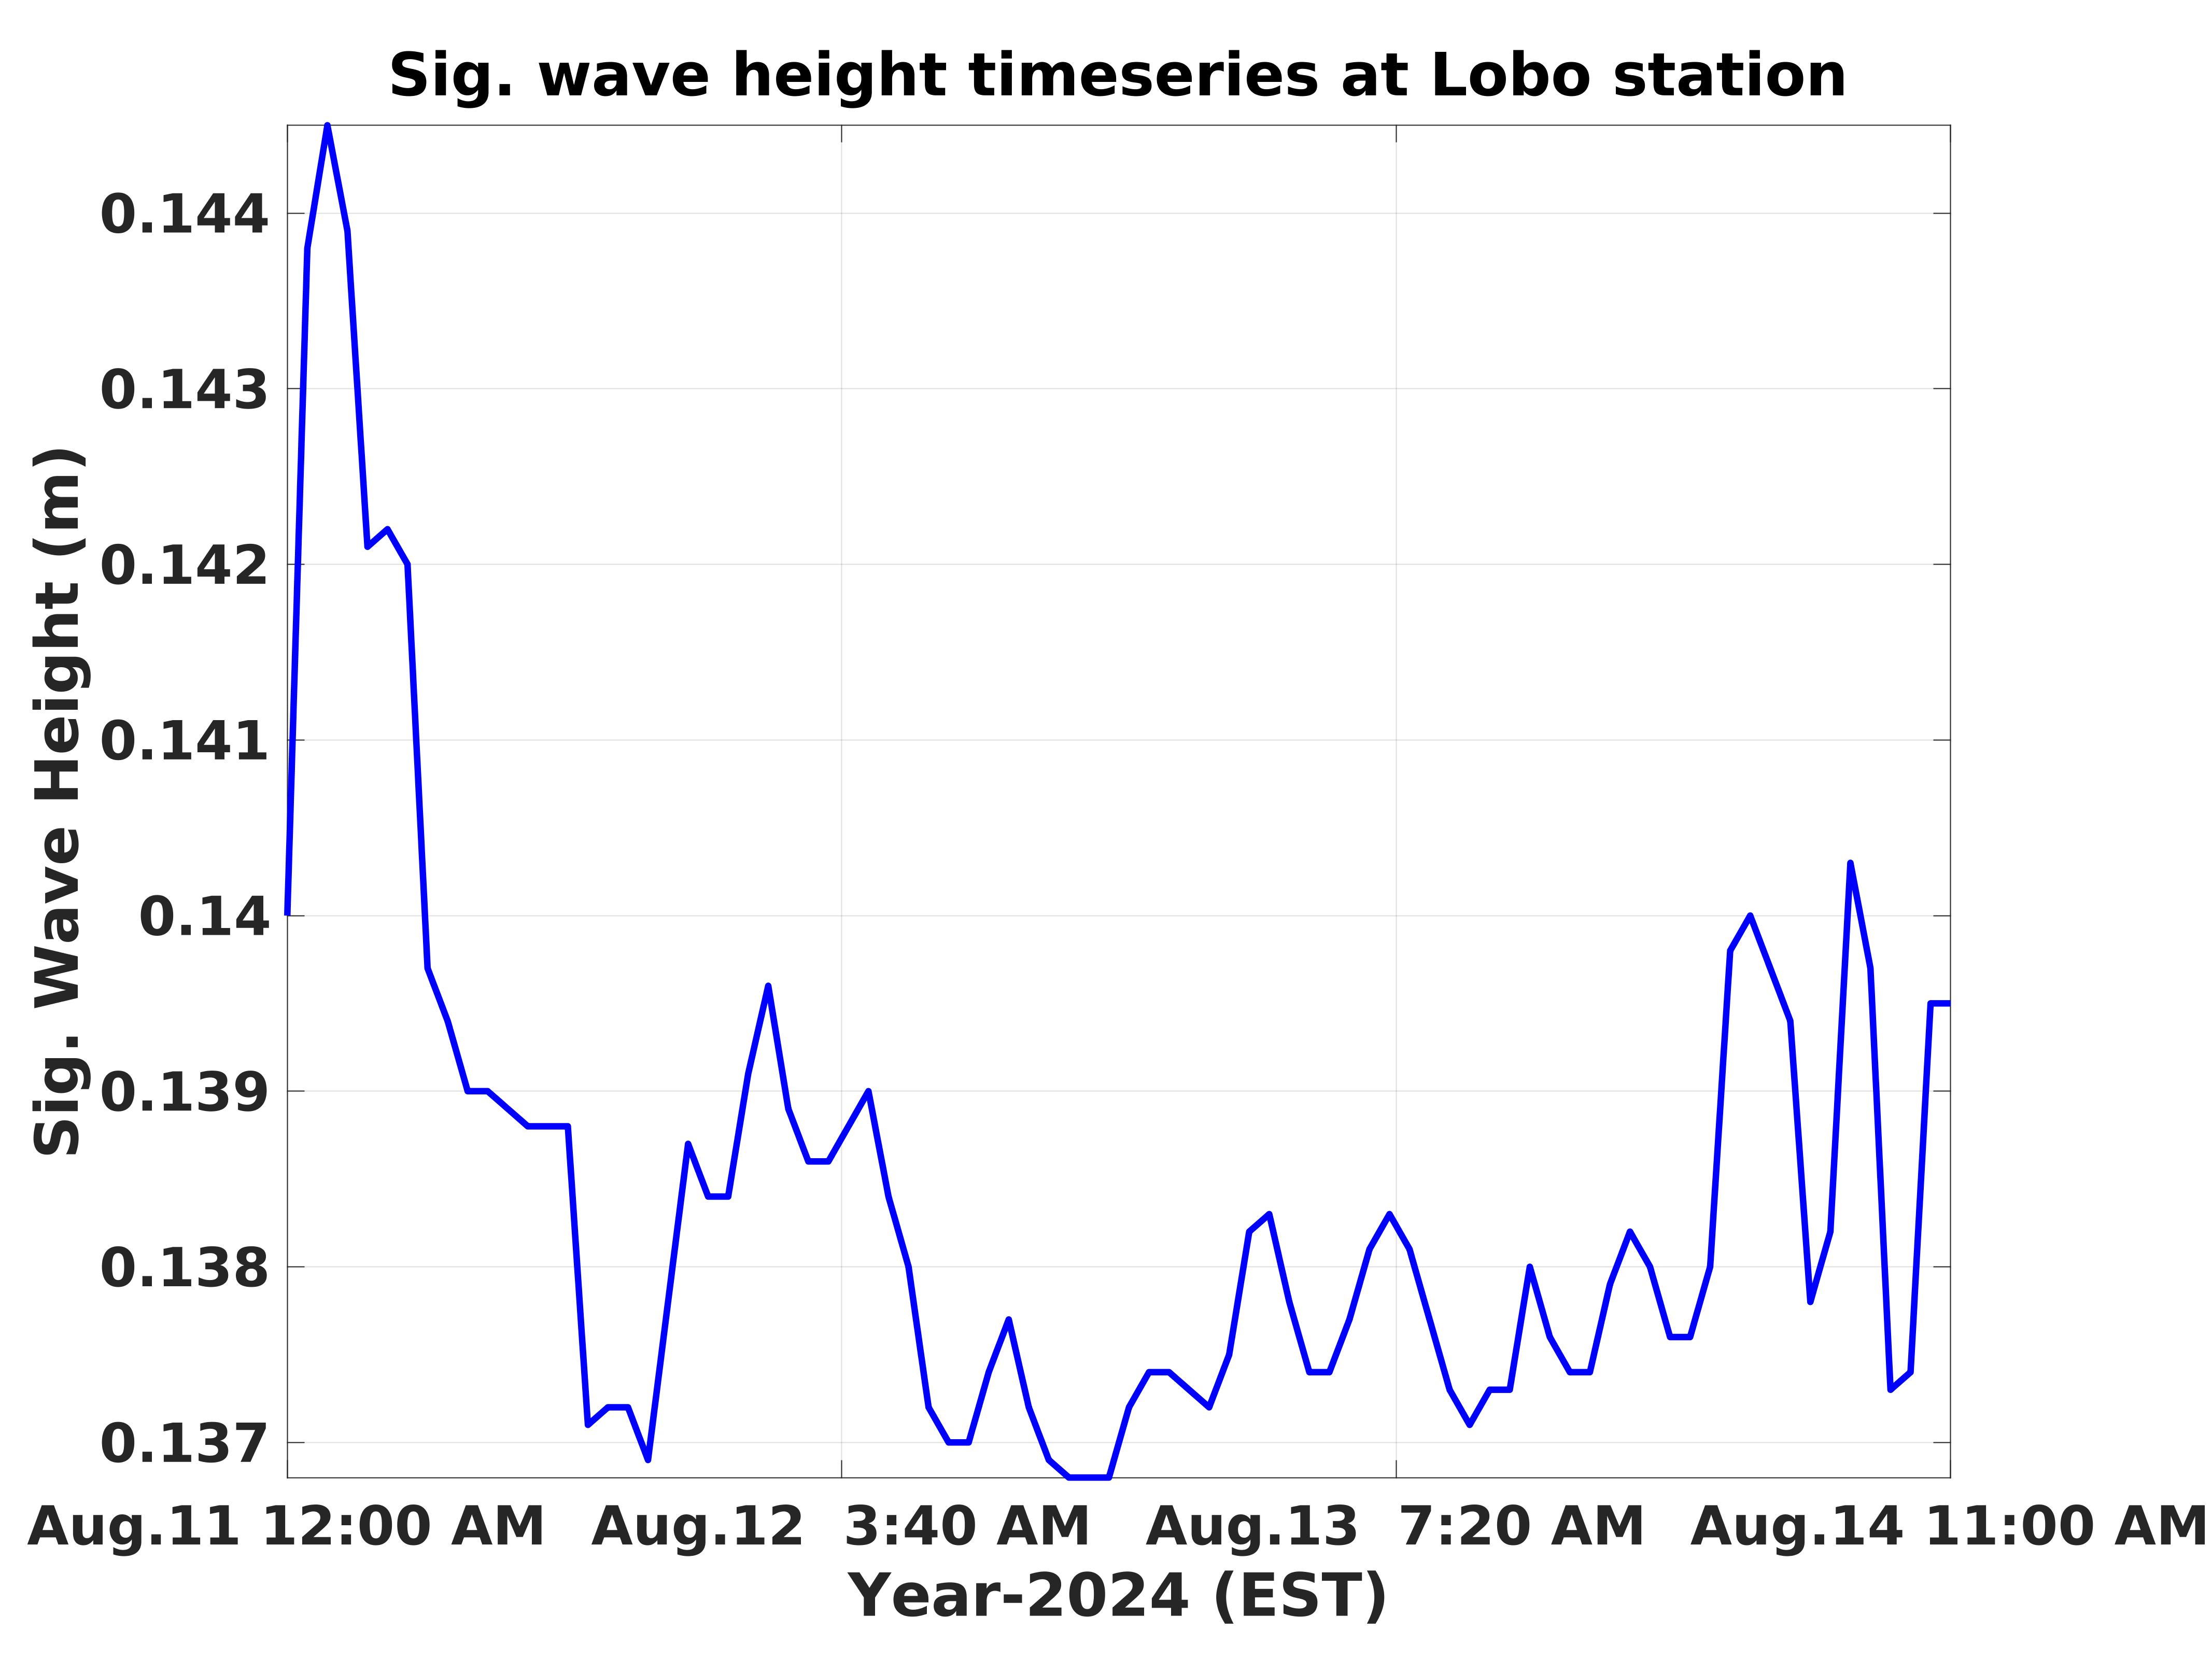 Sig. wave height timeseries at Lobo station
Sig. Wave Height (m)
0.144
0.143
0.142
0.141
0.14
0.139
0.138
0.137
Aug.11 12:00 AM Aug.12 3:40 AM Aug.13 7:20 AM Aug.14 11:00 AM
Year-2024 (EST)